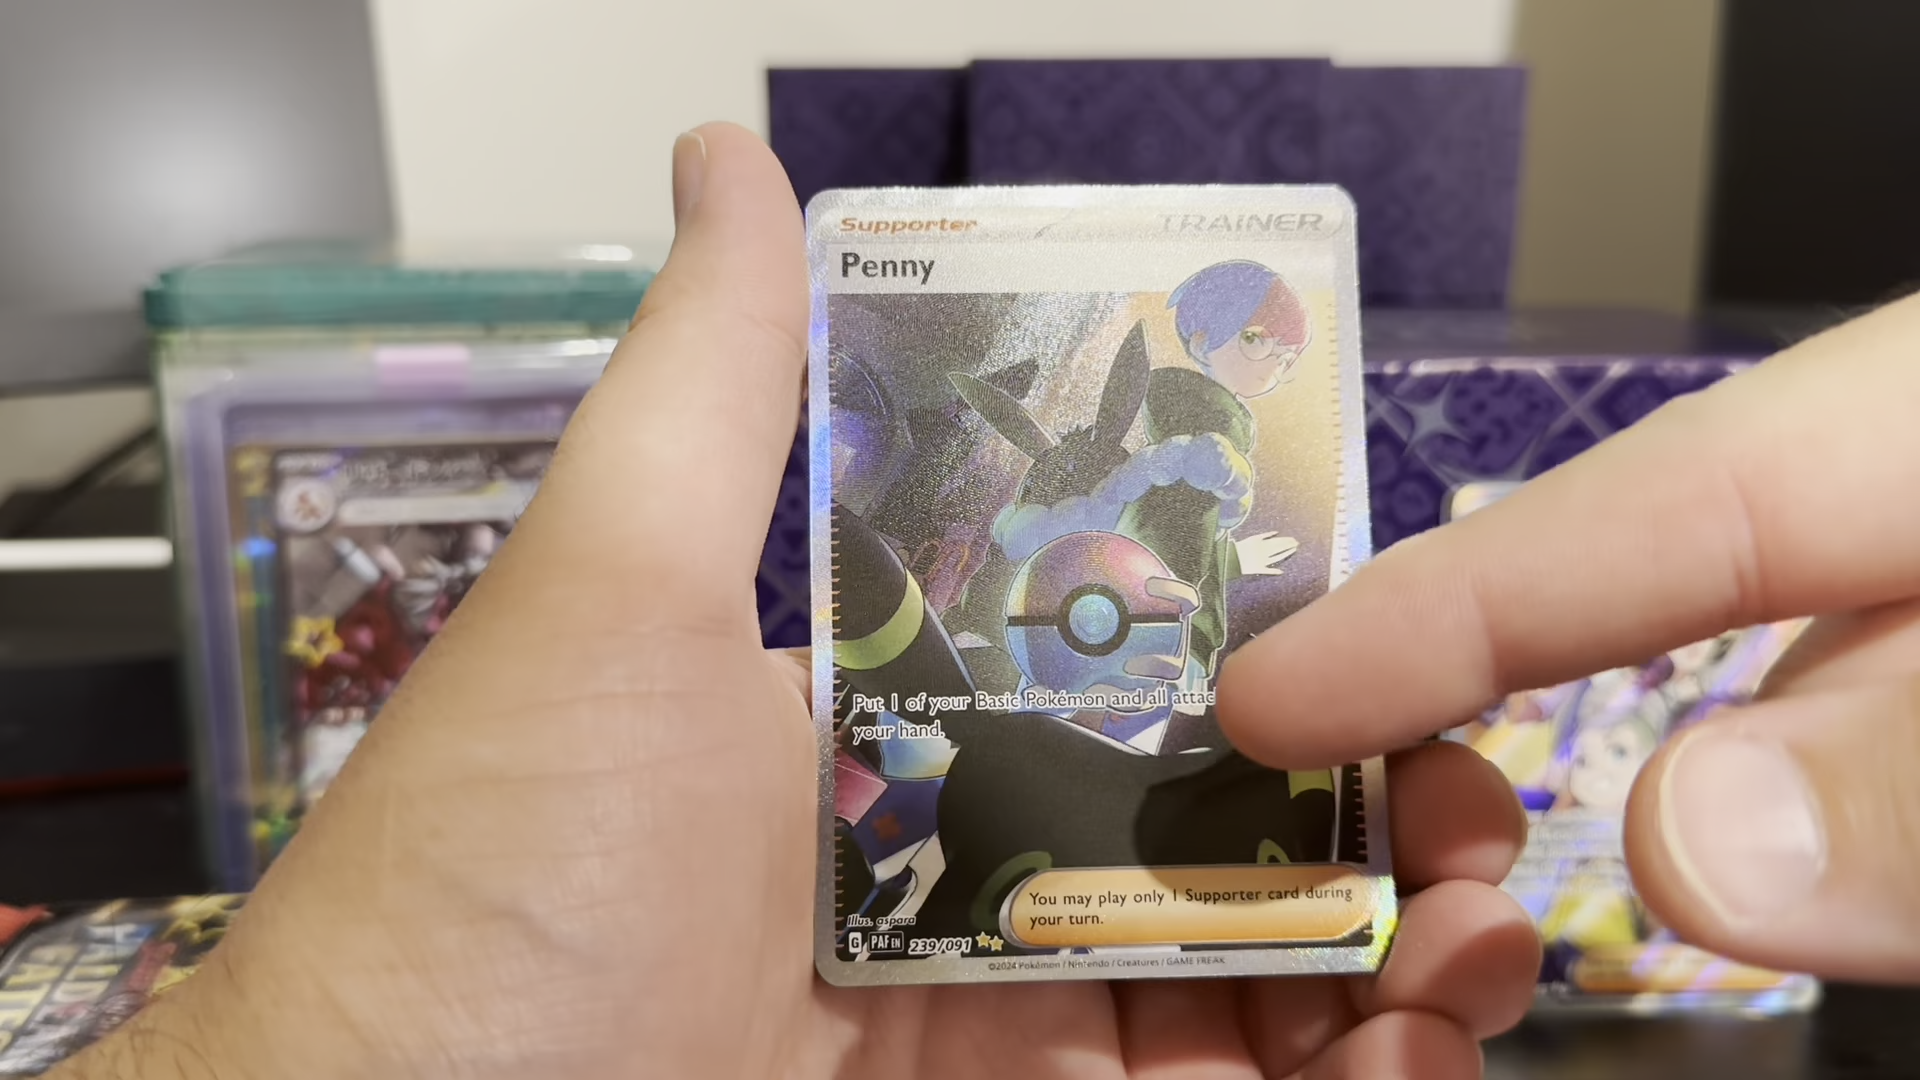 Supporter
TRAINER
Penny
Put 1 of your Basic Pokémon and all attac
your hand.
You may play only 1 Supporter card during
your turn.
Illus. aspara
G PAF EN 239/091
©2024 Pokémon / Nintendo / Creatures / GAME FREAK